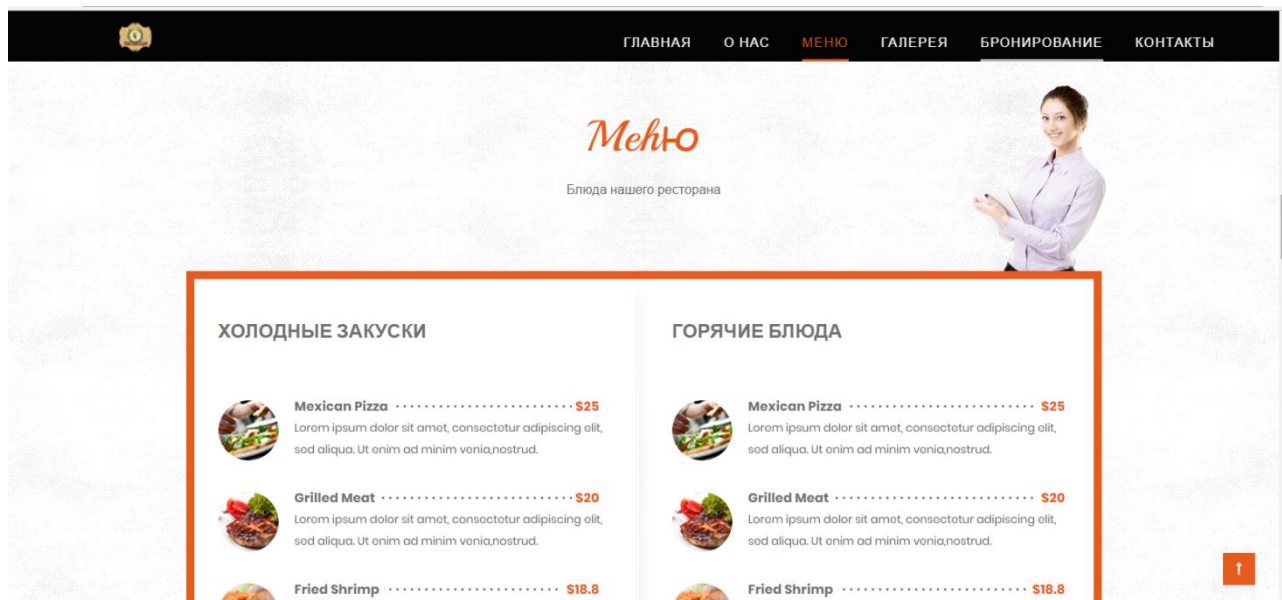 ГЛАВНАЯ О НАС МЕНЮ ГАЛЕРЕЯ БРОНИРОВАНИЕ КОНТАКТЫ
Меню
Блюда нашего ресторана
ХОЛОДНЫЕ ЗАКУСКИ
Mexican Pizza ························ $25
Lorem ipsum dolor sit amet, consectetur adipiscing elit,
sed aliqua. Ut enim ad minim venia,nostrud.
Grilled Meat ························ $20
Lorem ipsum dolor sit amet, consectetur adipiscing elit,
sed aliqua. Ut enim ad minim venia,nostrud.
Fried Shrimp ························ $18.8
ГОРЯЧИЕ БЛЮДА
Mexican Pizza ························ $25
Lorem ipsum dolor sit amet, consectetur adipiscing elit,
sed aliqua. Ut enim ad minim venia,nostrud.
Grilled Meat ························ $20
Lorem ipsum dolor sit amet, consectetur adipiscing elit,
sed aliqua. Ut enim ad minim venia,nostrud.
Fried Shrimp ························ $18.8